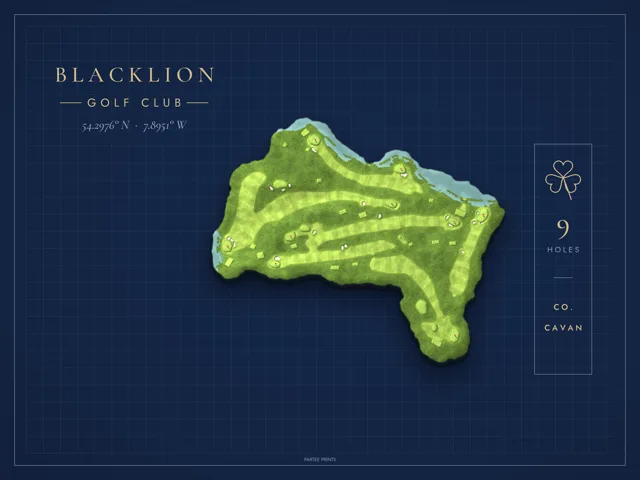 BLACKLION
GOLF CLUB
54.2976° N · 7.8951° W
9
HOLES
CO.
CAVAN
PARTEE PRINTS